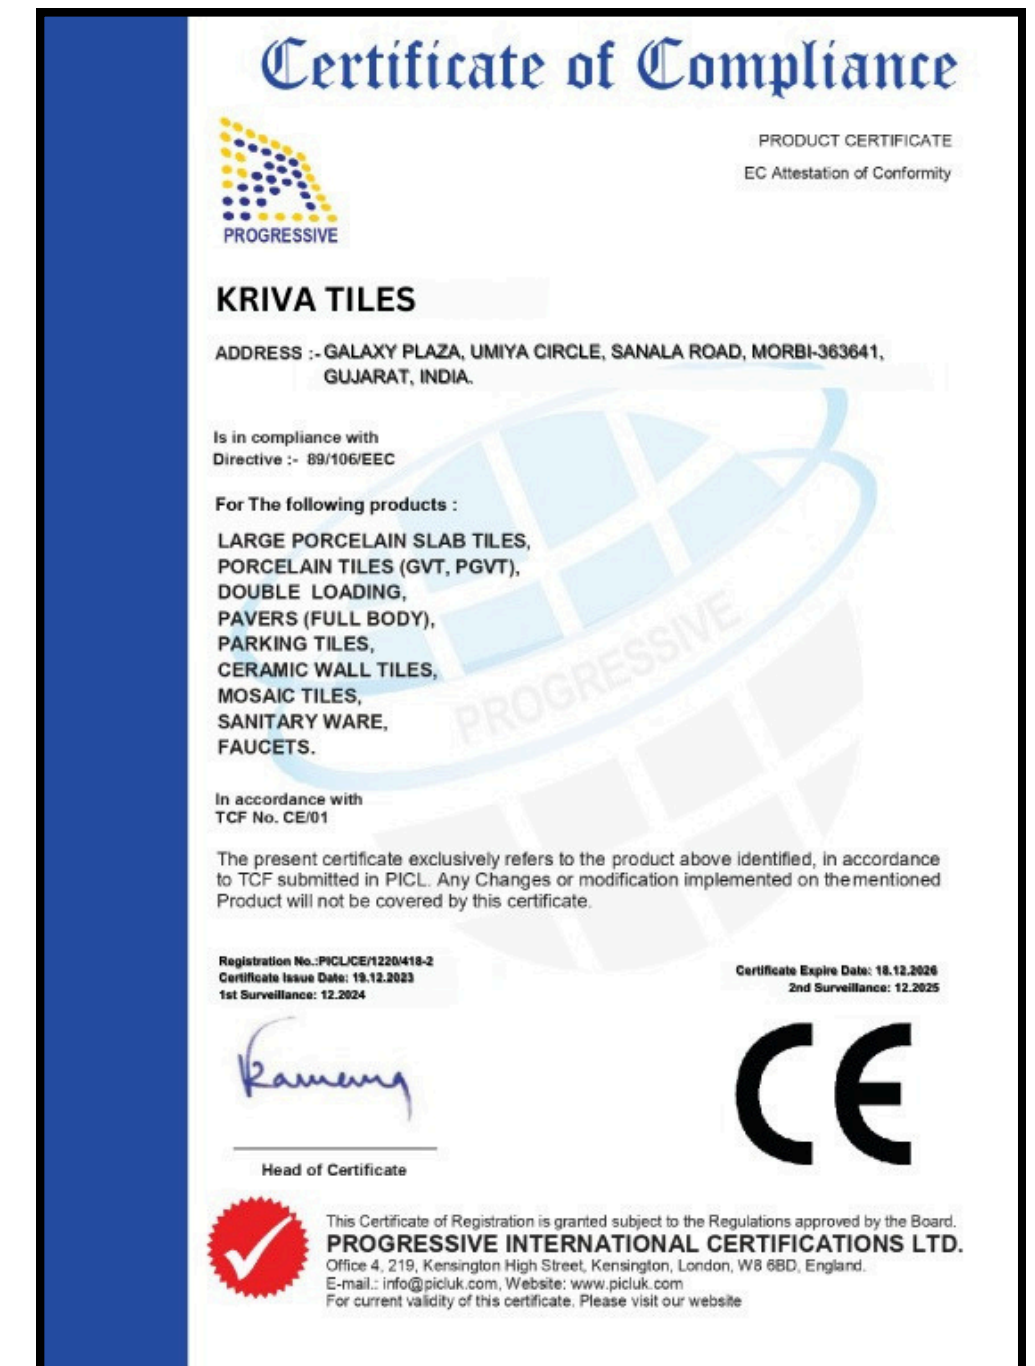 Certificate of Compliance
PRODUCT CERTIFICATE
EC Attestation of Conformity
PROGRESSIVE
KRIVA TILES
ADDRESS :- GALAXY PLAZA, UMIYA CIRCLE, SANALA ROAD, MORBI-363641,
GUJARAT, INDIA.
Is in compliance with
Directive :- 89/106/EEC
For The following products :
LARGE PORCELAIN SLAB TILES,
PORCELAIN TILES (GVT, PGVT),
DOUBLE LOADING,
PAVERS (FULL BODY),
PARKING TILES,
CERAMIC WALL TILES,
MOSAIC TILES,
SANITARY WARE,
FAUCETS.
PROGRESSIVE
In accordance with
TCF No. CE/01
The present certificate exclusively refers to the product above identified, in accordance
to TCF submitted in PICL. Any Changes or modification implemented on the mentioned
Product will not be covered by this certificate.
Registration No.:PICL/CE/1220/418-2
Certificate Issue Date: 19.12.2023
1st Surveillance: 12.2024
Certificate Expire Date: 18.12.2026
2nd Surveillance: 12.2025
CE
Head of Certificate
This Certificate of Registration is granted subject to the Regulations approved by the Board.
PROGRESSIVE INTERNATIONAL CERTIFICATIONS LTD.
Office 4, 219, Kensington High Street, Kensington, London, W8 6BD, England.
E-mail.: info@picluk.com, Website: www.picluk.com
For current validity of this certificate. Please visit our website